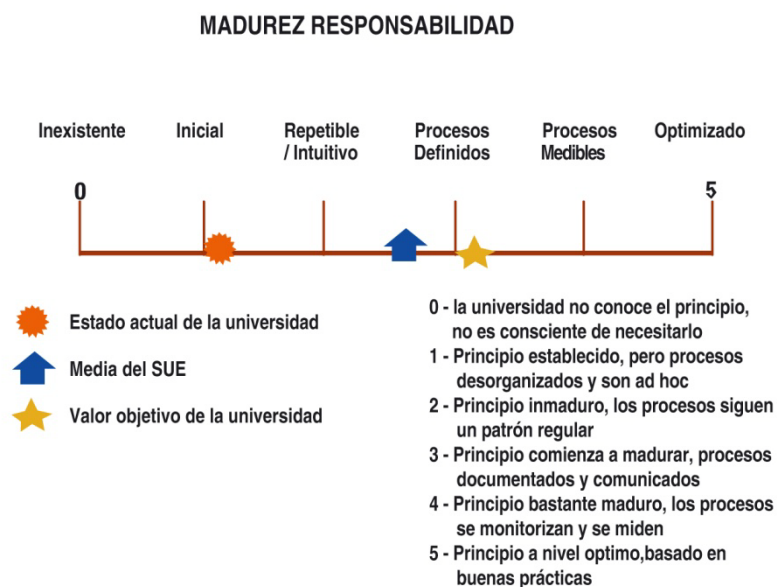 MADUREZ RESPONSABILIDAD
Inexistente
Inicial
Repetible
/ Intuitivo
Procesos
Definidos
Procesos
Medibles
Optimizado
0
5
Estado actual de la universidad
Media del SUE
Valor objetivo de la universidad
0 - la universidad no conoce el principio,
no es consciente de necesitarlo
1 - Principio establecido, pero procesos
desorganizados y son ad hoc
2 - Principio inmaduro, los procesos siguen
un patrón regular
3 - Principio comienza a madurar, procesos
documentados y comunicados
4 - Principio bastante maduro, los procesos
se monitorizan y se miden
5 - Principio a nivel optimo,basado en
buenas prácticas